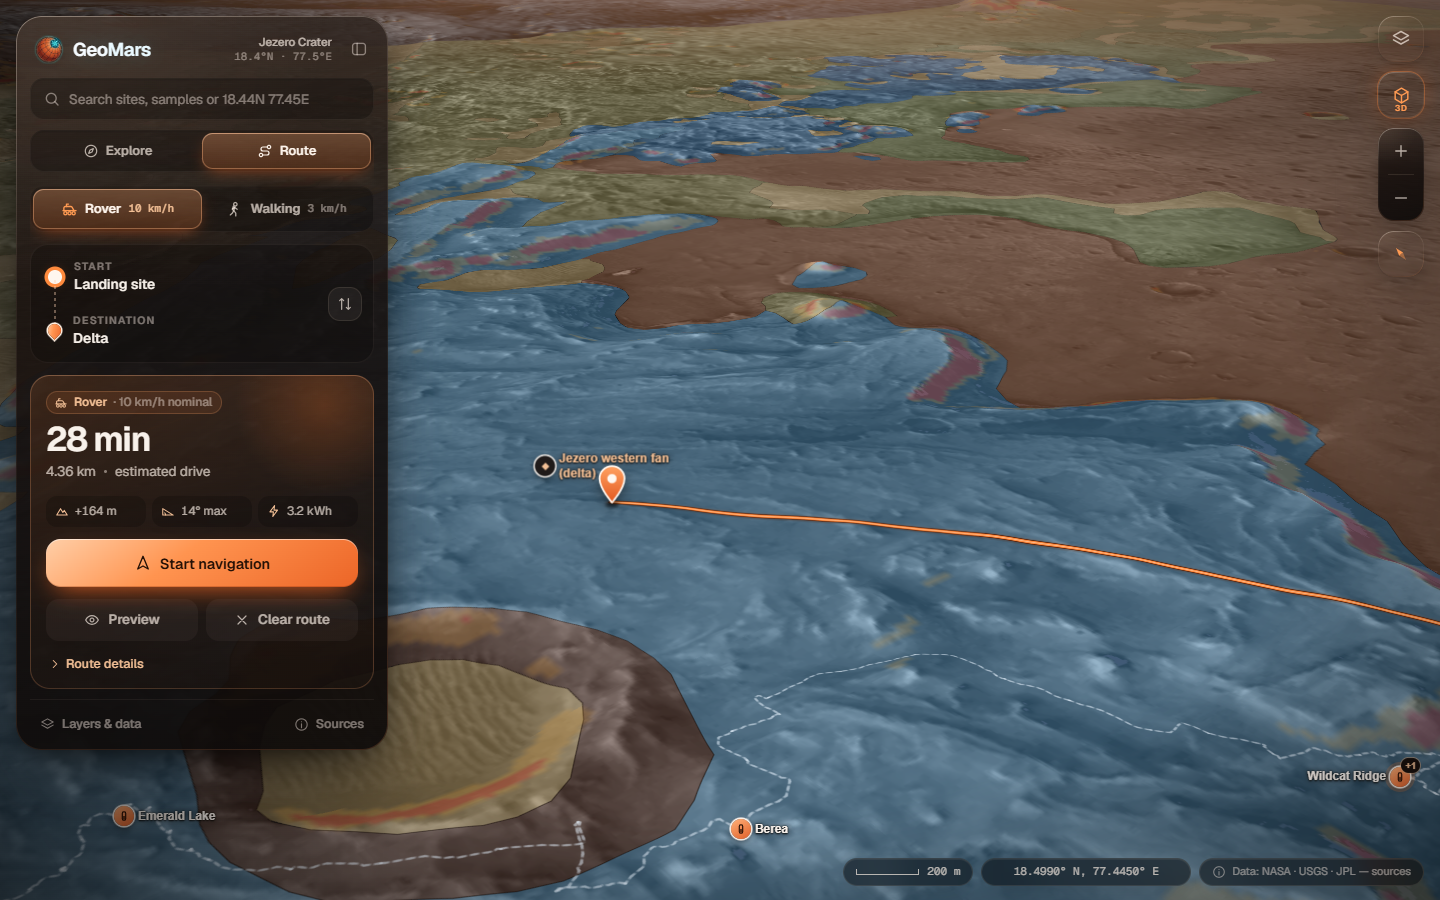 GeoMars
Jezero Crater
18.4°N · 77.5°E
Search sites, samples or 18.44N 77.45E
Explore
Route
Rover 10 km/h
Walking 3 km/h
START
Landing site
DESTINATION
Delta
Rover · 10 km/h nominal
28 min
4.36 km • estimated drive
+164 m
14° max
3.2 kWh
Start navigation
Preview
Clear route
Route details
Layers & data
Sources
3D
Jezero western fan
(delta)
Emerald Lake
Berea
Wildcat Ridge
+1
200 m
18.4990° N, 77.4450° E
Data: NASA · USGS · JPL — sources